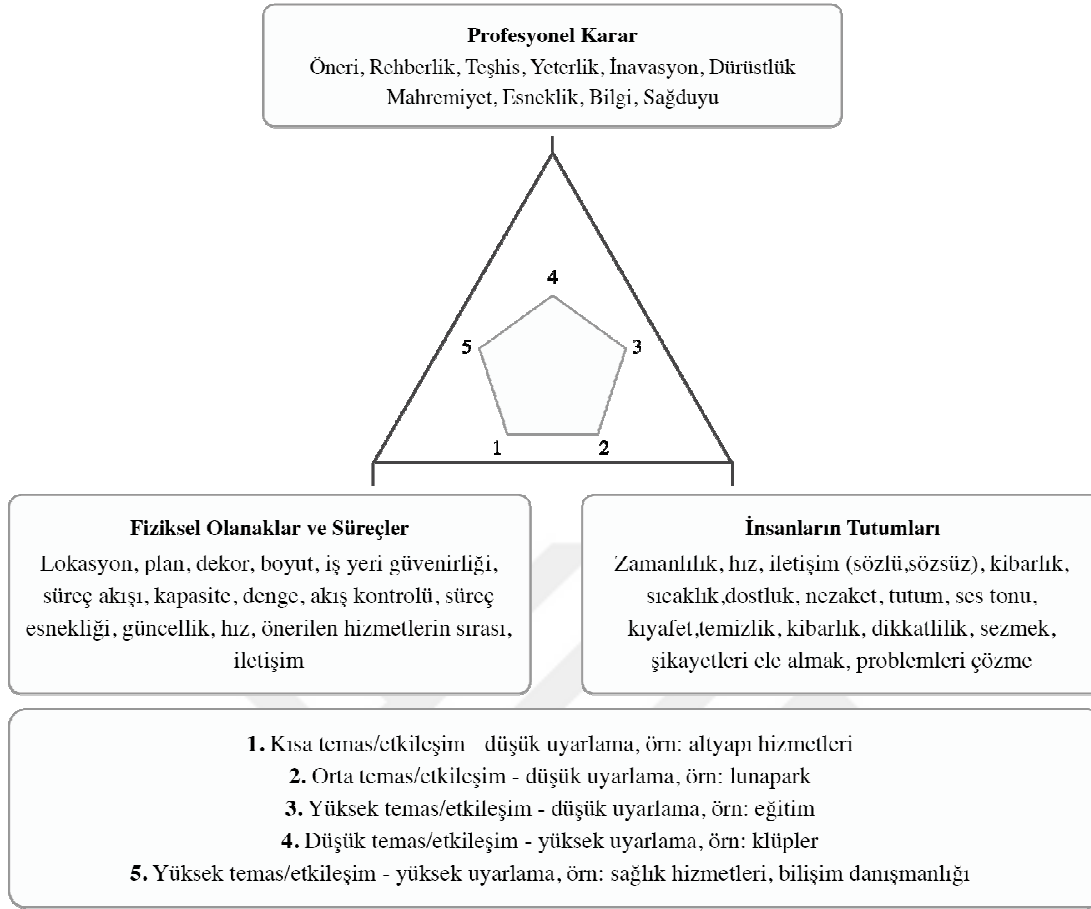 Profesyonel Karar
Öneri, Rehberlik, Teşhis, Yeterlik, İnavasyon, Dürüstlük
Mahremiyet, Esneklik, Bilgi, Sağduyu
4
5
3
1
2
Fiziksel Olanaklar ve Süreçler
Lokasyon, plan, dekor, boyut, iş yeri güvenirliği,
süreç akışı, kapasite, denge, akış kontrolü, süreç
esnekliği, güncellik, hız, önerilen hizmetlerin sırası,
iletişim
İnsanların Tutumları
Zamanlılık, hız, iletişim (sözlü,sözsüz), kibarlık,
sıcaklık,dostluk, nezaket, tutum, ses tonu,
kıyafet,temizlik, kibarlık, dikkatlilik, sezmek,
şikayetleri ele almak, problemleri çözme
1. Kısa temas/etkileşim - düşük uyarlama, örn: altyapı hizmetleri
2. Orta temas/etkileşim - düşük uyarlama, örn: lunapark
3. Yüksek temas/etkileşim - düşük uyarlama, örn: eğitim
4. Düşük temas/etkileşim - yüksek uyarlama, örn: klüpler
5. Yüksek temas/etkileşim - yüksek uyarlama, örn: sağlık hizmetleri, bilişim danışmanlığı